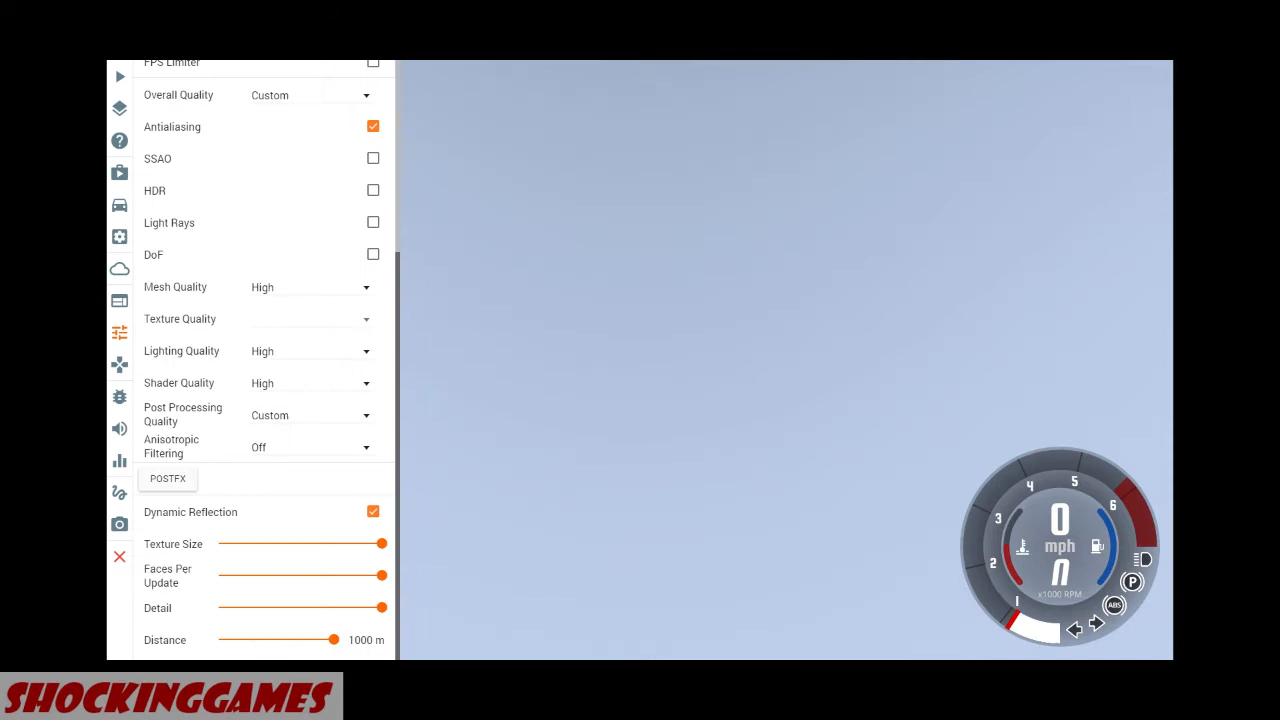 FPS Limiter
Overall Quality Custom
Antialiasing
SSAO
HDR
Light Rays
DoF
Mesh Quality High
Texture Quality
Lighting Quality High
Shader Quality High
Post Processing
Quality Custom
Anisotropic
Filtering Off
POSTFX
Dynamic Reflection
Texture Size
Faces Per
Update
Detail
Distance 1000 m
1
2
3
4
5
6
0
mph
n
x1000 RPM
P
ABS
SHOCKINGGAMES